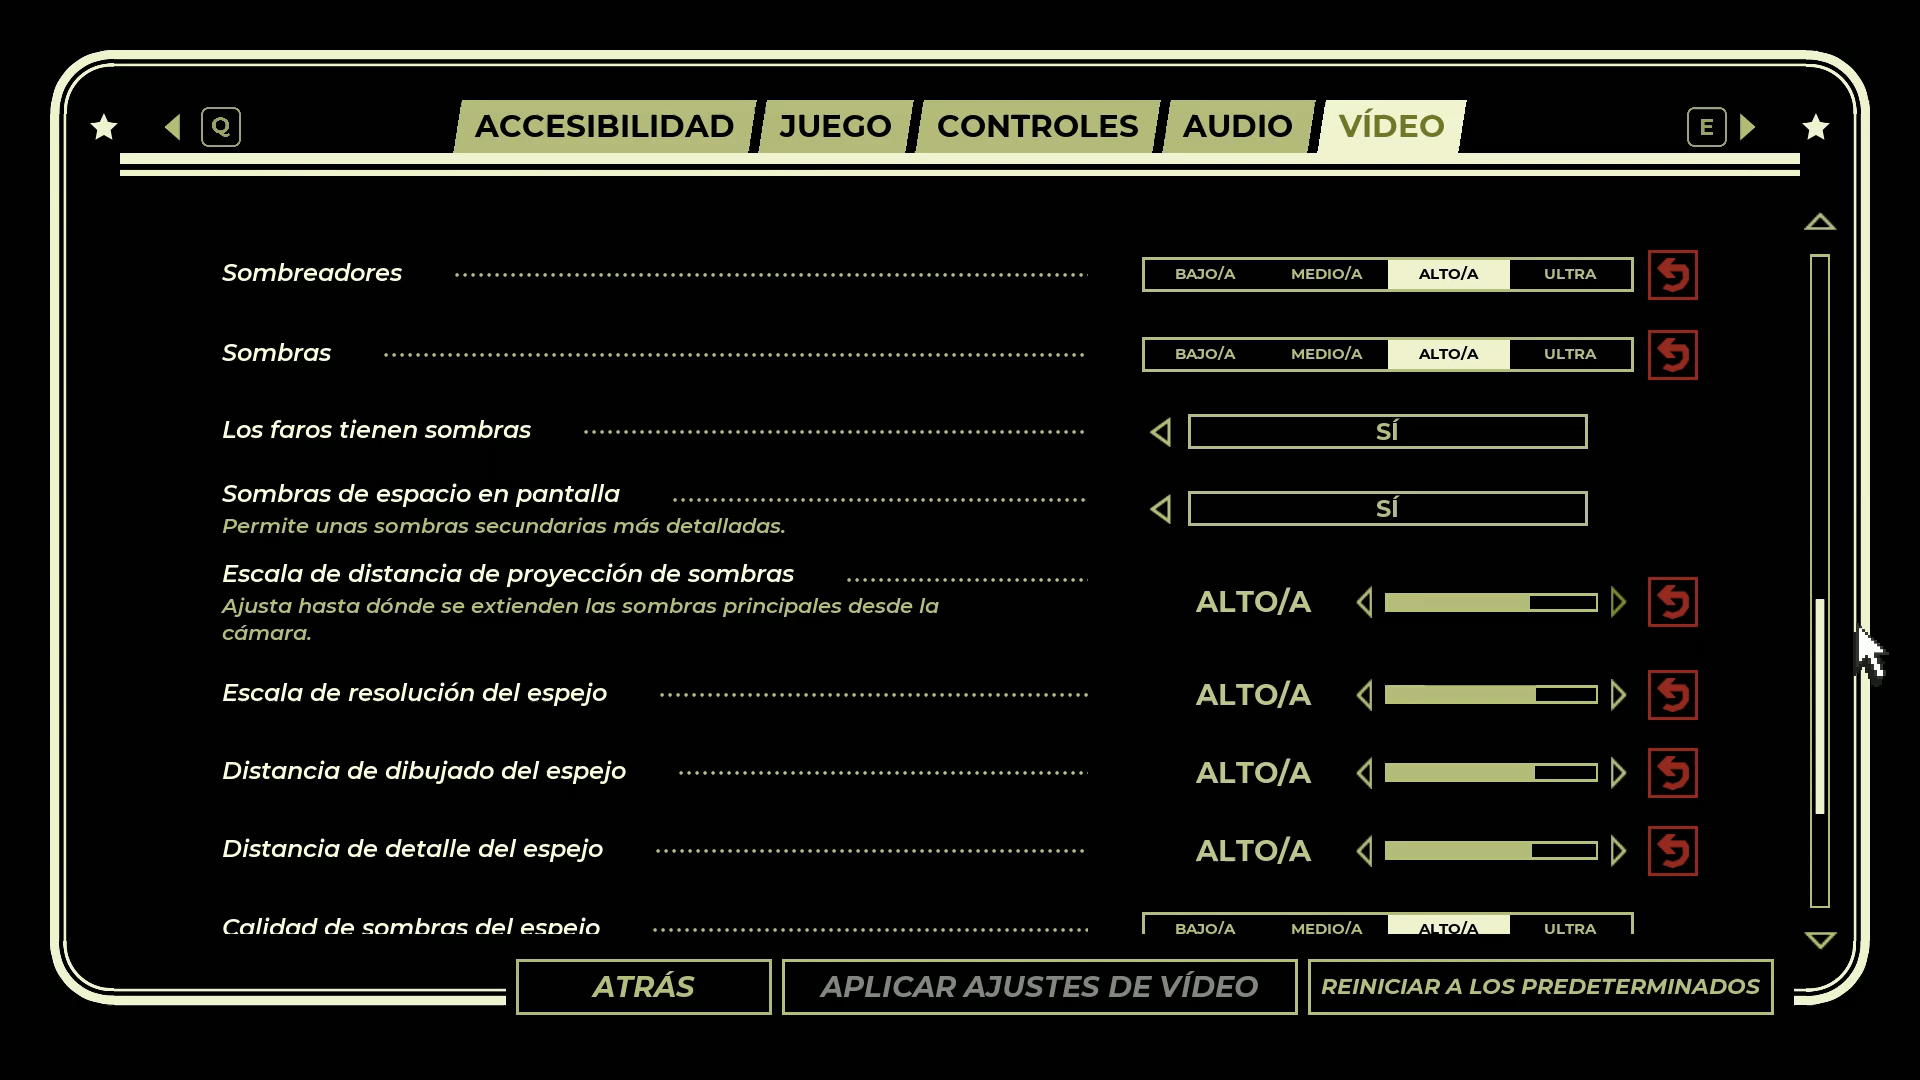 Q
ACCESIBILIDAD JUEGO CONTROLES AUDIO VÍDEO
E
Sombreadores BAJO/A MEDIO/A ALTO/A ULTRA
Sombras BAJO/A MEDIO/A ALTO/A ULTRA
Los faros tienen sombras SÍ
Sombras de espacio en pantalla SÍ
Permite unas sombras secundarias más detalladas.
Escala de distancia de proyección de sombras ALTO/A
Ajusta hasta dónde se extienden las sombras principales desde la
cámara.
Escala de resolución del espejo ALTO/A
Distancia de dibujado del espejo ALTO/A
Distancia de detalle del espejo ALTO/A
Calidad de sombras del espejo BAJO/A MEDIO/A ALTO/A ULTRA
ATRÁS APLICAR AJUSTES DE VÍDEO REINICIAR A LOS PREDETERMINADOS